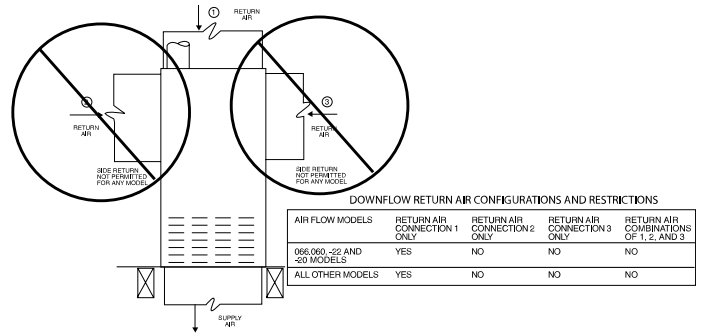 ① RETURN
AIR
②
RETURN
AIR
③
RETURN
AIR
SIDE RETURN
NOT PERMITTED
FOR ANY MODEL
SIDE RETURN
NOT PERMITTED
FOR ANY MODEL
DOWNFLOW RETURN AIR CONFIGURATIONS AND RESTRICTIONS
AIR FLOW MODELS RETURN AIR CONNECTION 1 ONLY RETURN AIR CONNECTION 2 ONLY RETURN AIR CONNECTION 3 ONLY RETURN AIR COMBINATIONS OF 1, 2, AND 3
066,060, -22 AND -20 MODELS YES NO NO NO
ALL OTHER MODELS YES NO NO NO
SUPPLY
AIR